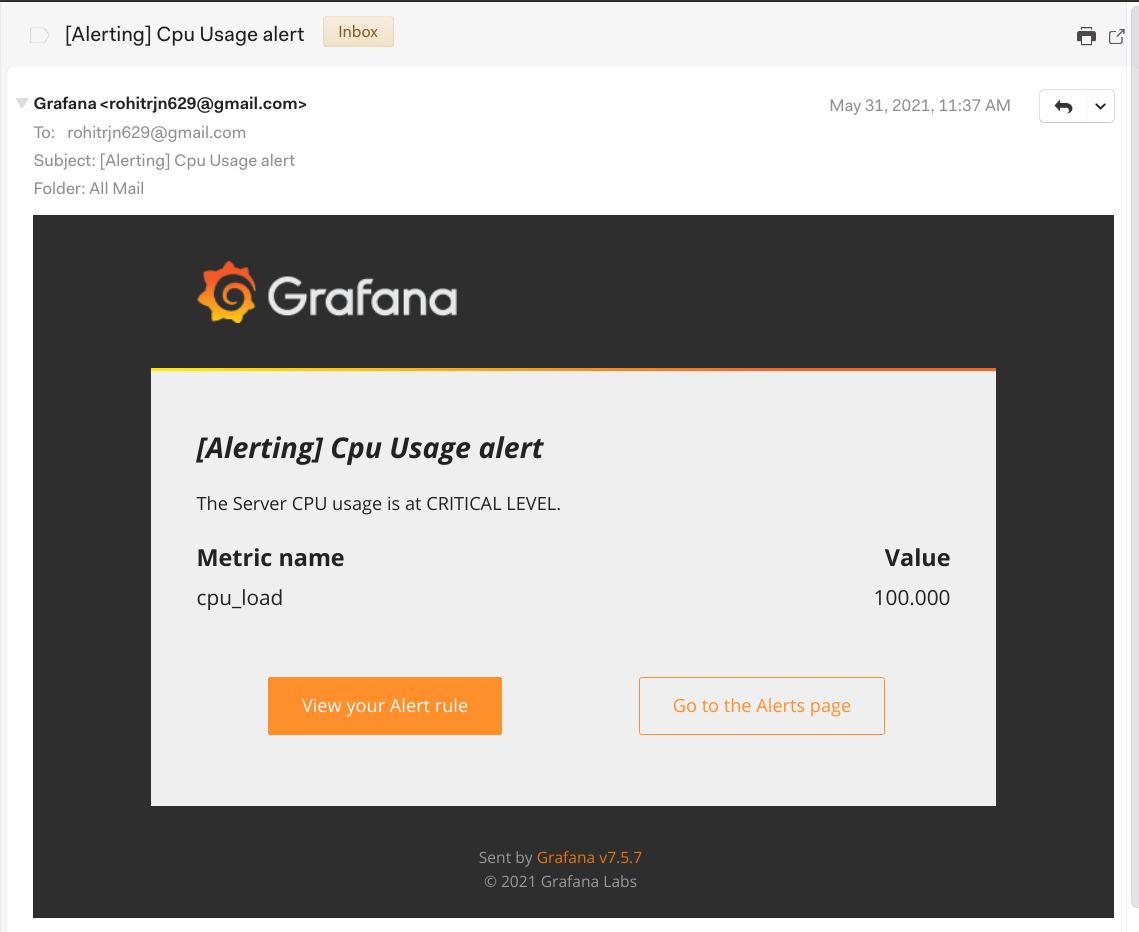 [Alerting] Cpu Usage alert Inbox
Grafana <rohitrjn629@gmail.com> May 31, 2021, 11:37 AM
To: rohitrjn629@gmail.com
Subject: [Alerting] Cpu Usage alert
Folder: All Mail
Grafana
[Alerting] Cpu Usage alert
The Server CPU usage is at CRITICAL LEVEL.
Metric name Value
cpu_load 100.000
View your Alert rule Go to the Alerts page
Sent by Grafana v7.5.7
© 2021 Grafana Labs